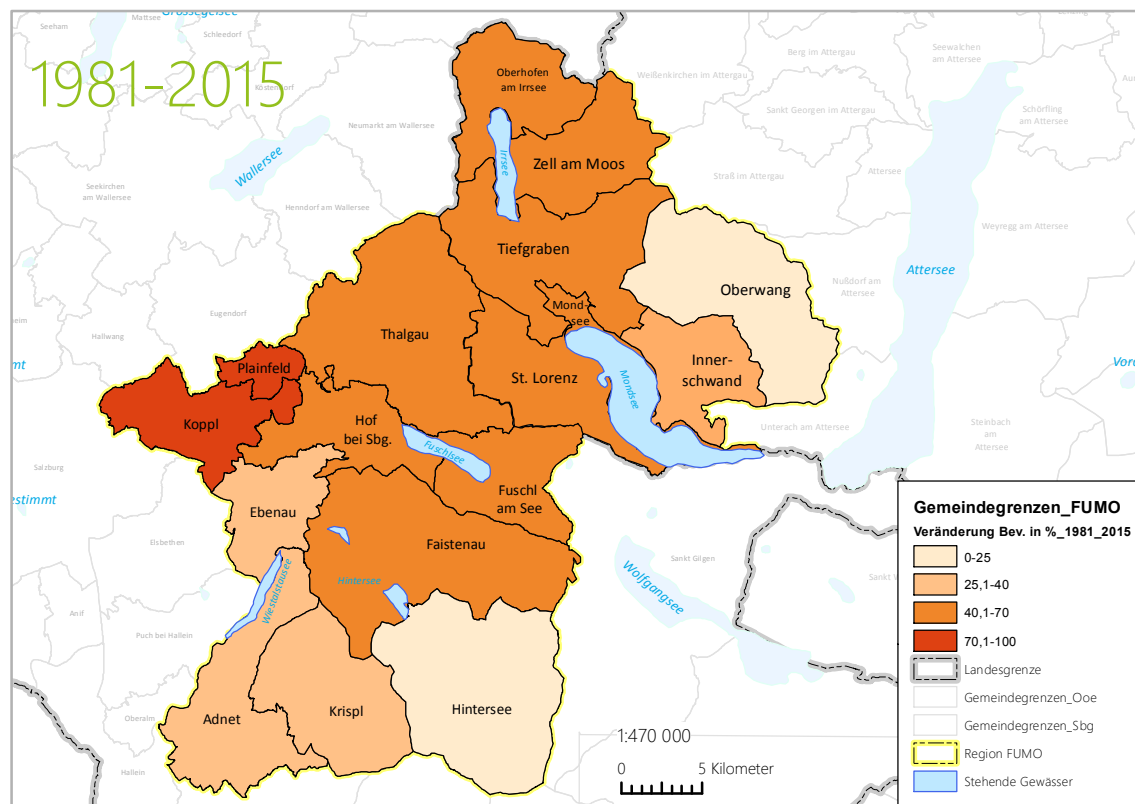 1981-2015
Mattsee
Grossegelsee
Seeham
Schleedorf
Köstendorf
Neumarkt am Wallersee
Wallersee
Seekirchen
am Wallersee
Henndorf am Wallersee
Eugendorf
Hallwang
Oberhofen
am Irrsee
Irrsee
Zell am Moos
Tiefgraben
Weißenkirchen im Attergau
Berg im Attergau
Seewalchen
am Attersee
Sankt Georgen im Attergau
Schörfling
am Attersee
Straß im Attergau
Attersee
Weyregg am Attersee
Attersee
Nußdorf am
Attersee
Oberwang
Mond-
see
Inner-
schwand
Mondsee
St. Lorenz
Thalgau
Plainfeld
Koppl
Hof
bei Sbg.
Fuschlsee
Fuschl
am See
Unterach am Attersee
Steinbach
am
Attersee
Salzburg
estimmt
Ebenau
Elsbethen
Faistenau
Hintersee
Wiestalstausee
Anif
Puch bei Hallein
Sankt Gilgen
Wolfgangsee
Oberalm
Hallein
Adnet
Krispl
Hintersee
1:470 000
0
5 Kilometer
Gemeindegrenzen_FUMO
Veränderung Bev. in %_1981_2015
0-25
25,1-40
40,1-70
70,1-100
Landesgrenze
Gemeindegrenzen_Ooe
Gemeindegrenzen_Sbg
Region FUMO
Stehende Gewässer